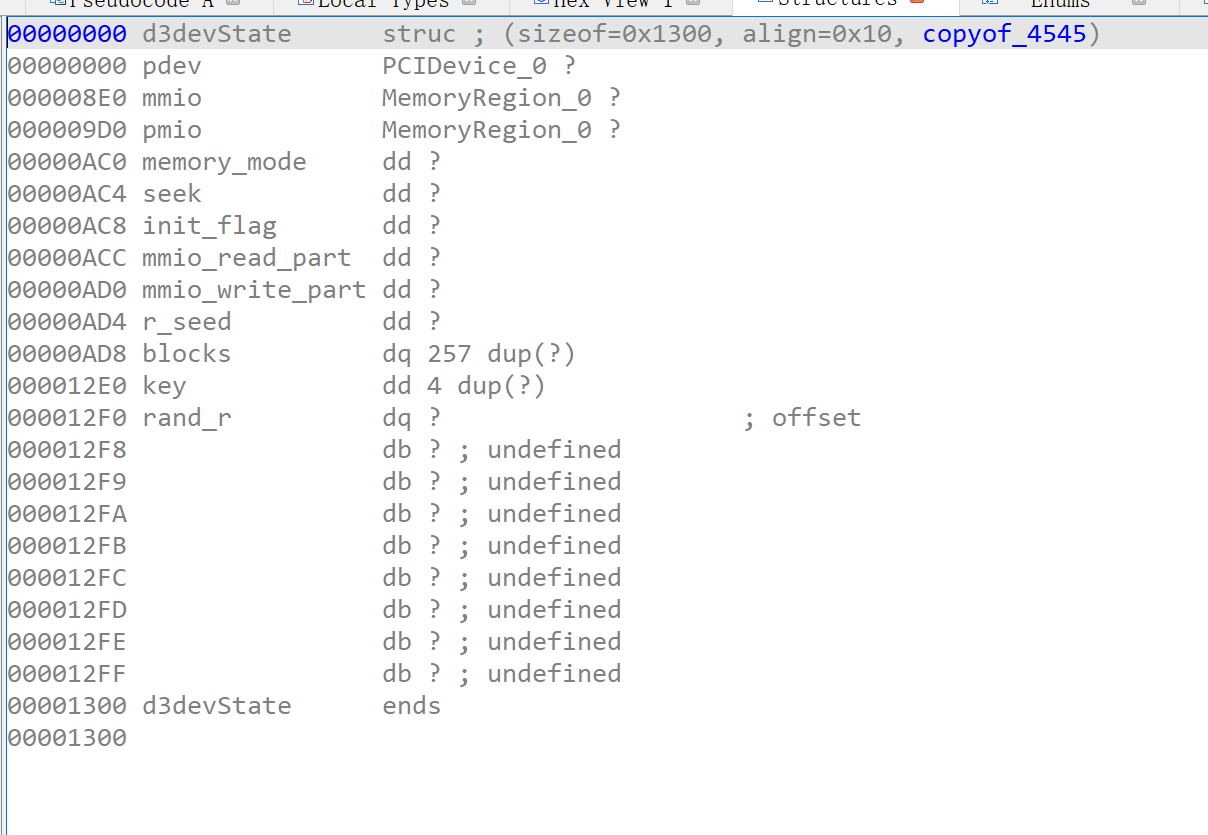 Pseudocode A Local Types Hex View 1 Structures Enums
00000000 d3devState struc ; (sizeof=0x1300, align=0x10, copyof_4545)
00000000 pdev PCIDevice_0 ?
000008E0 mmio MemoryRegion_0 ?
000009D0 pmio MemoryRegion_0 ?
00000AC0 memory_mode dd ?
00000AC4 seek dd ?
00000AC8 init_flag dd ?
00000ACC mmio_read_part dd ?
00000AD0 mmio_write_part dd ?
00000AD4 r_seed dd ?
00000AD8 blocks dq 257 dup(?)
000012E0 key dd 4 dup(?)
000012F0 rand_r dq ? ; offset
000012F8 db ? ; undefined
000012F9 db ? ; undefined
000012FA db ? ; undefined
000012FB db ? ; undefined
000012FC db ? ; undefined
000012FD db ? ; undefined
000012FE db ? ; undefined
000012FF db ? ; undefined
00001300 d3devState ends
00001300